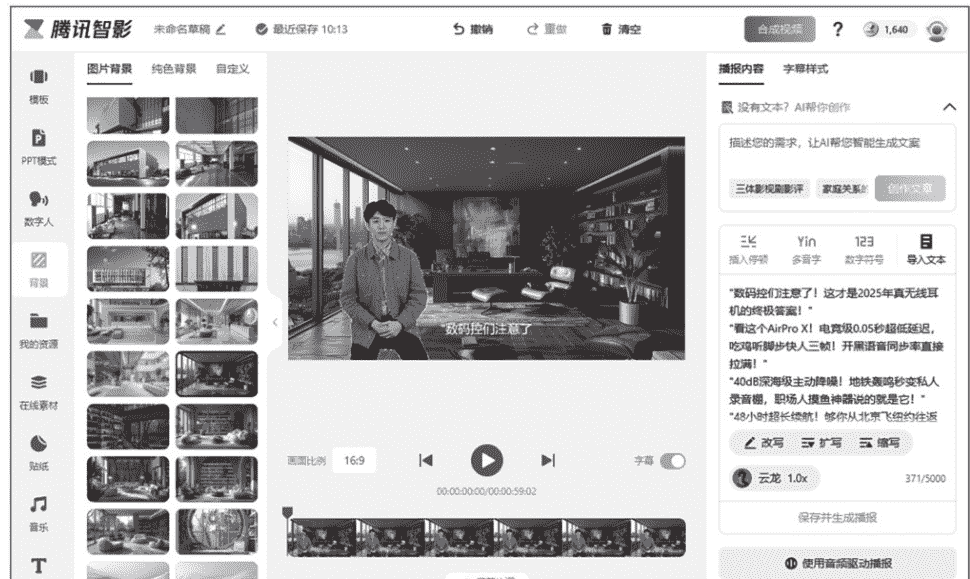 腾讯智影
未命名草稿
最近保存 10:13
撤销
重做
清空
合成视频
?
1,640
模板
PPT模式
数字人
背景
我的资源
在线素材
贴纸
音乐
T
图片背景 纯色背景 自定义
数码控们注意了
画面比例 16:9
字幕
00:00:00:00/00:00:59:02
播报内容 字幕样式
没有文本？AI帮你创作
描述您的需求，让AI帮您智能生成文案
三体影视剧影评 家庭关系的 创作文章
插入停顿 多音字 数字符号 导入文本
Yin 123
"数码控们注意了！这才是2025年真无线耳
机的终极答案！"
"看这个AirPro X！电竞级0.05秒超低延迟，
吃鸡听脚步快人三帧！开黑语音同步率直接
拉满！"
"40dB深海级主动降噪！地铁轰鸣秒变私人
录音棚，职场人摸鱼神器说的就是它！"
"48小时超长续航！够你从北京飞纽约往返
改写 扩写 缩写
云龙 1.0x
371/5000
保存并生成播报
使用音频驱动播报